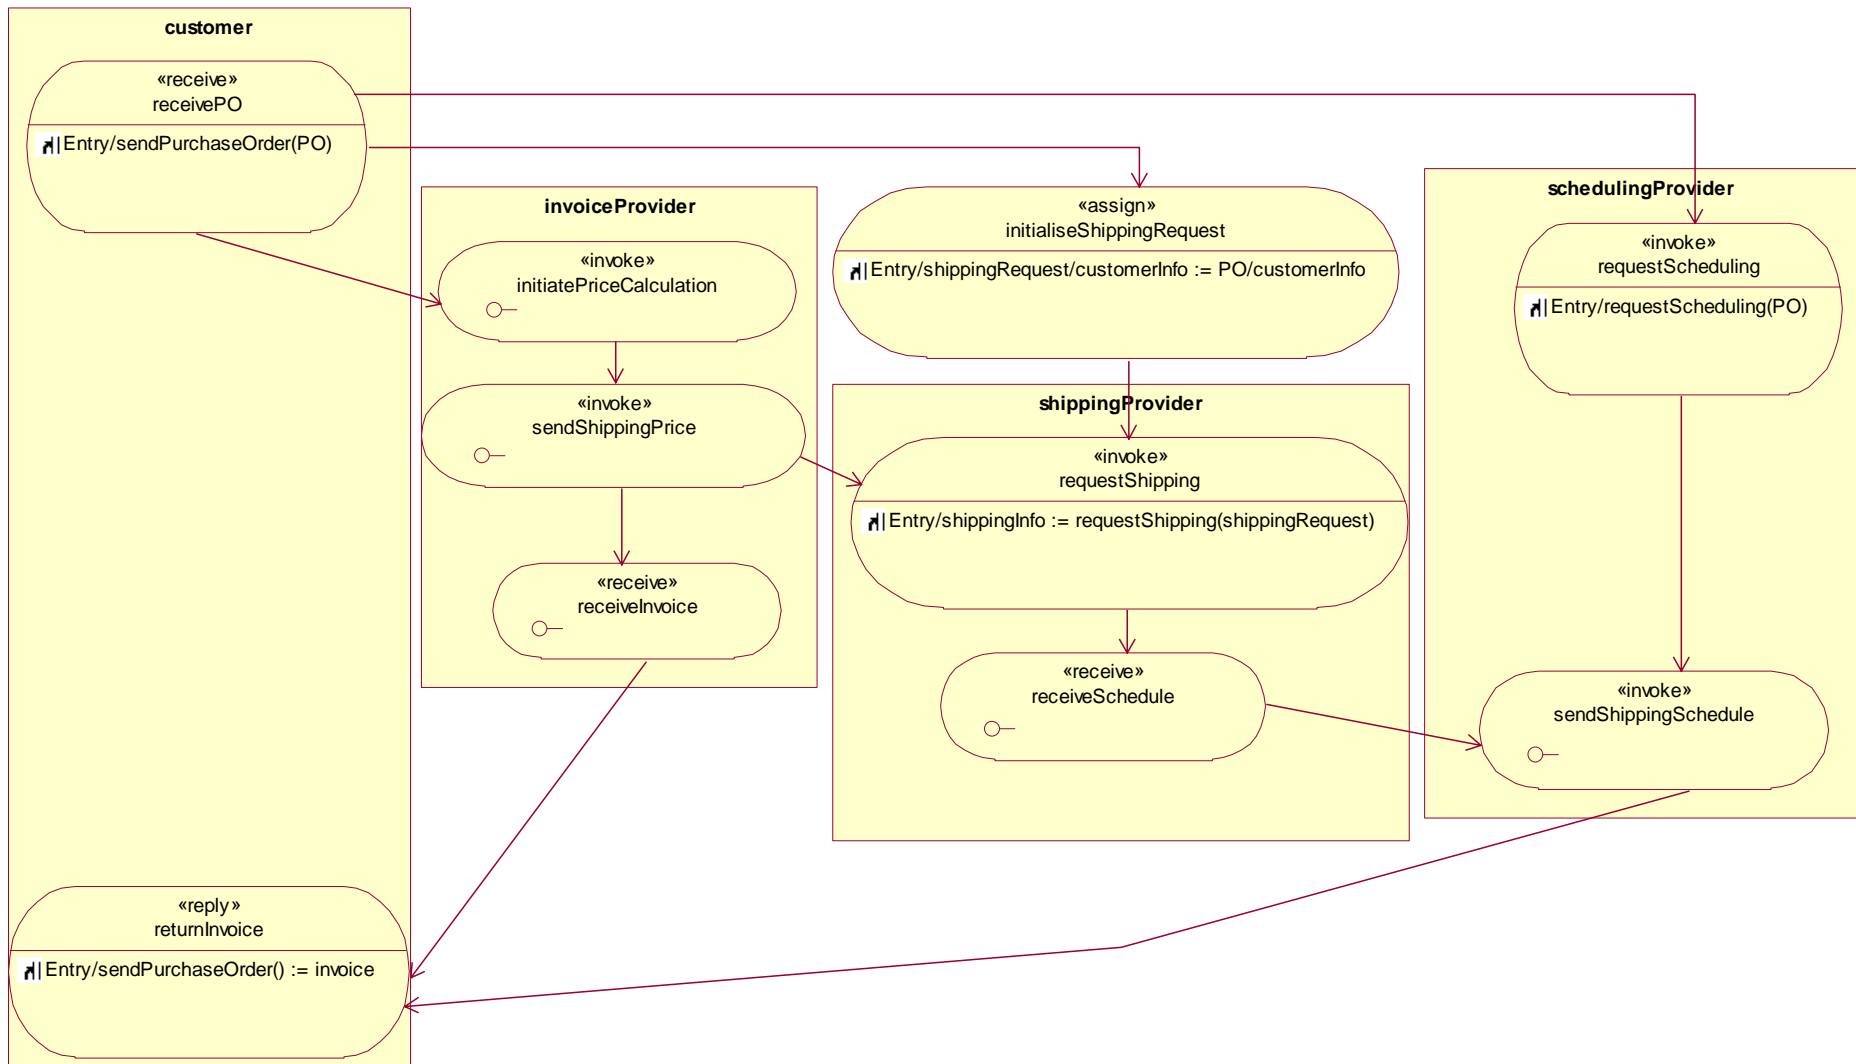 customer
«receive»
receivePO
Entry/sendPurchaseOrder(PO)
invoiceProvider
«invoke»
initiatePriceCalculation
«invoke»
sendShippingPrice
«receive»
receiveInvoice
«assign»
initialiseShippingRequest
Entry/shippingRequest/customerInfo := PO/customerInfo
shippingProvider
«invoke»
requestShipping
Entry/shippingInfo := requestShipping(shippingRequest)
«receive»
receiveSchedule
schedulingProvider
«invoke»
requestScheduling
Entry/requestScheduling(PO)
«invoke»
sendShippingSchedule
«reply»
returnInvoice
Entry/sendPurchaseOrder() := invoice